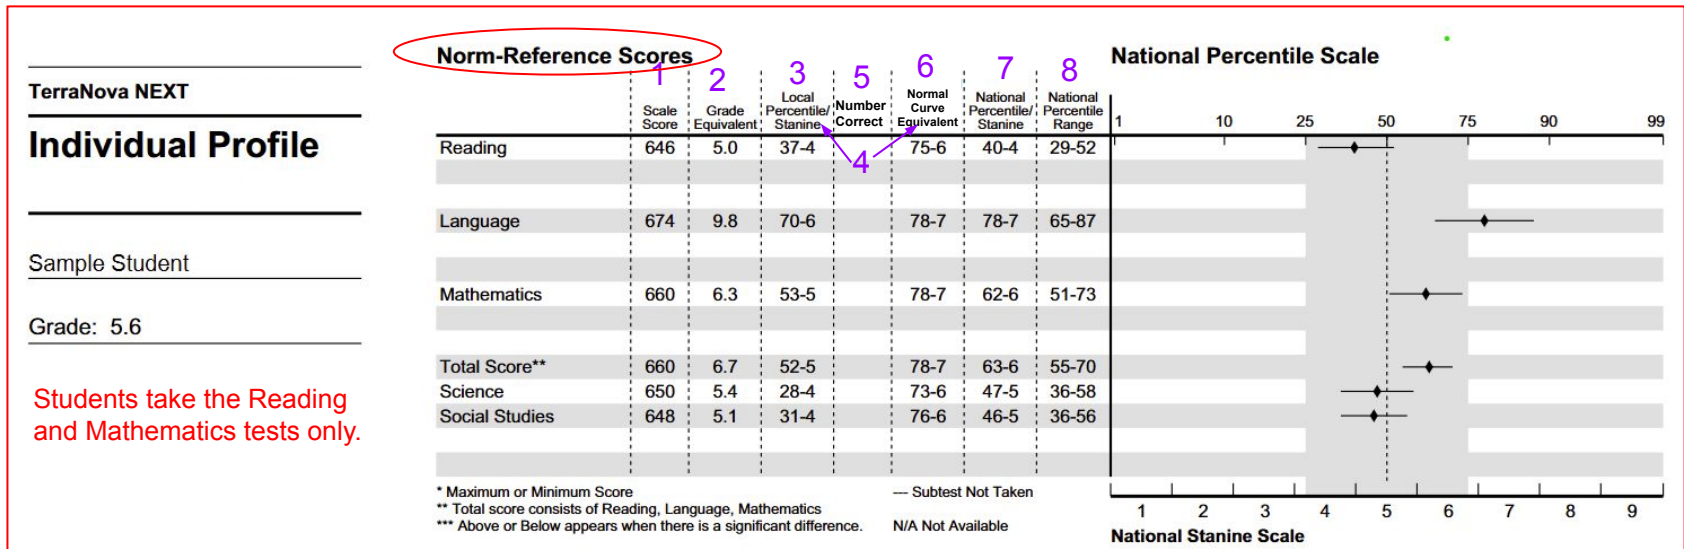 TerraNova NEXT
Individual Profile
Sample Student
Grade: 5.6
Students take the Reading
and Mathematics tests only.
Norm-Reference Scores
1 2 3 5 6 7 8
Scale Score Grade Equivalent Local Percentile/ Stanine Number Correct Normal Curve Equivalent National Percentile/ Stanine National Percentile Range
4
Reading 646 5.0 37-4 75-6 40-4 29-52
Language 674 9.8 70-6 78-7 78-7 65-87
Mathematics 660 6.3 53-5 78-7 62-6 51-73
Total Score** 660 6.7 52-5 78-7 63-6 55-70
Science 650 5.4 28-4 73-6 47-5 36-58
Social Studies 648 5.1 31-4 76-6 46-5 36-56
* Maximum or Minimum Score --- Subtest Not Taken
** Total score consists of Reading, Language, Mathematics
*** Above or Below appears when there is a significant difference. N/A Not Available
National Percentile Scale
1 10 25 50 75 90 99
1 2 3 4 5 6 7 8 9
National Stanine Scale